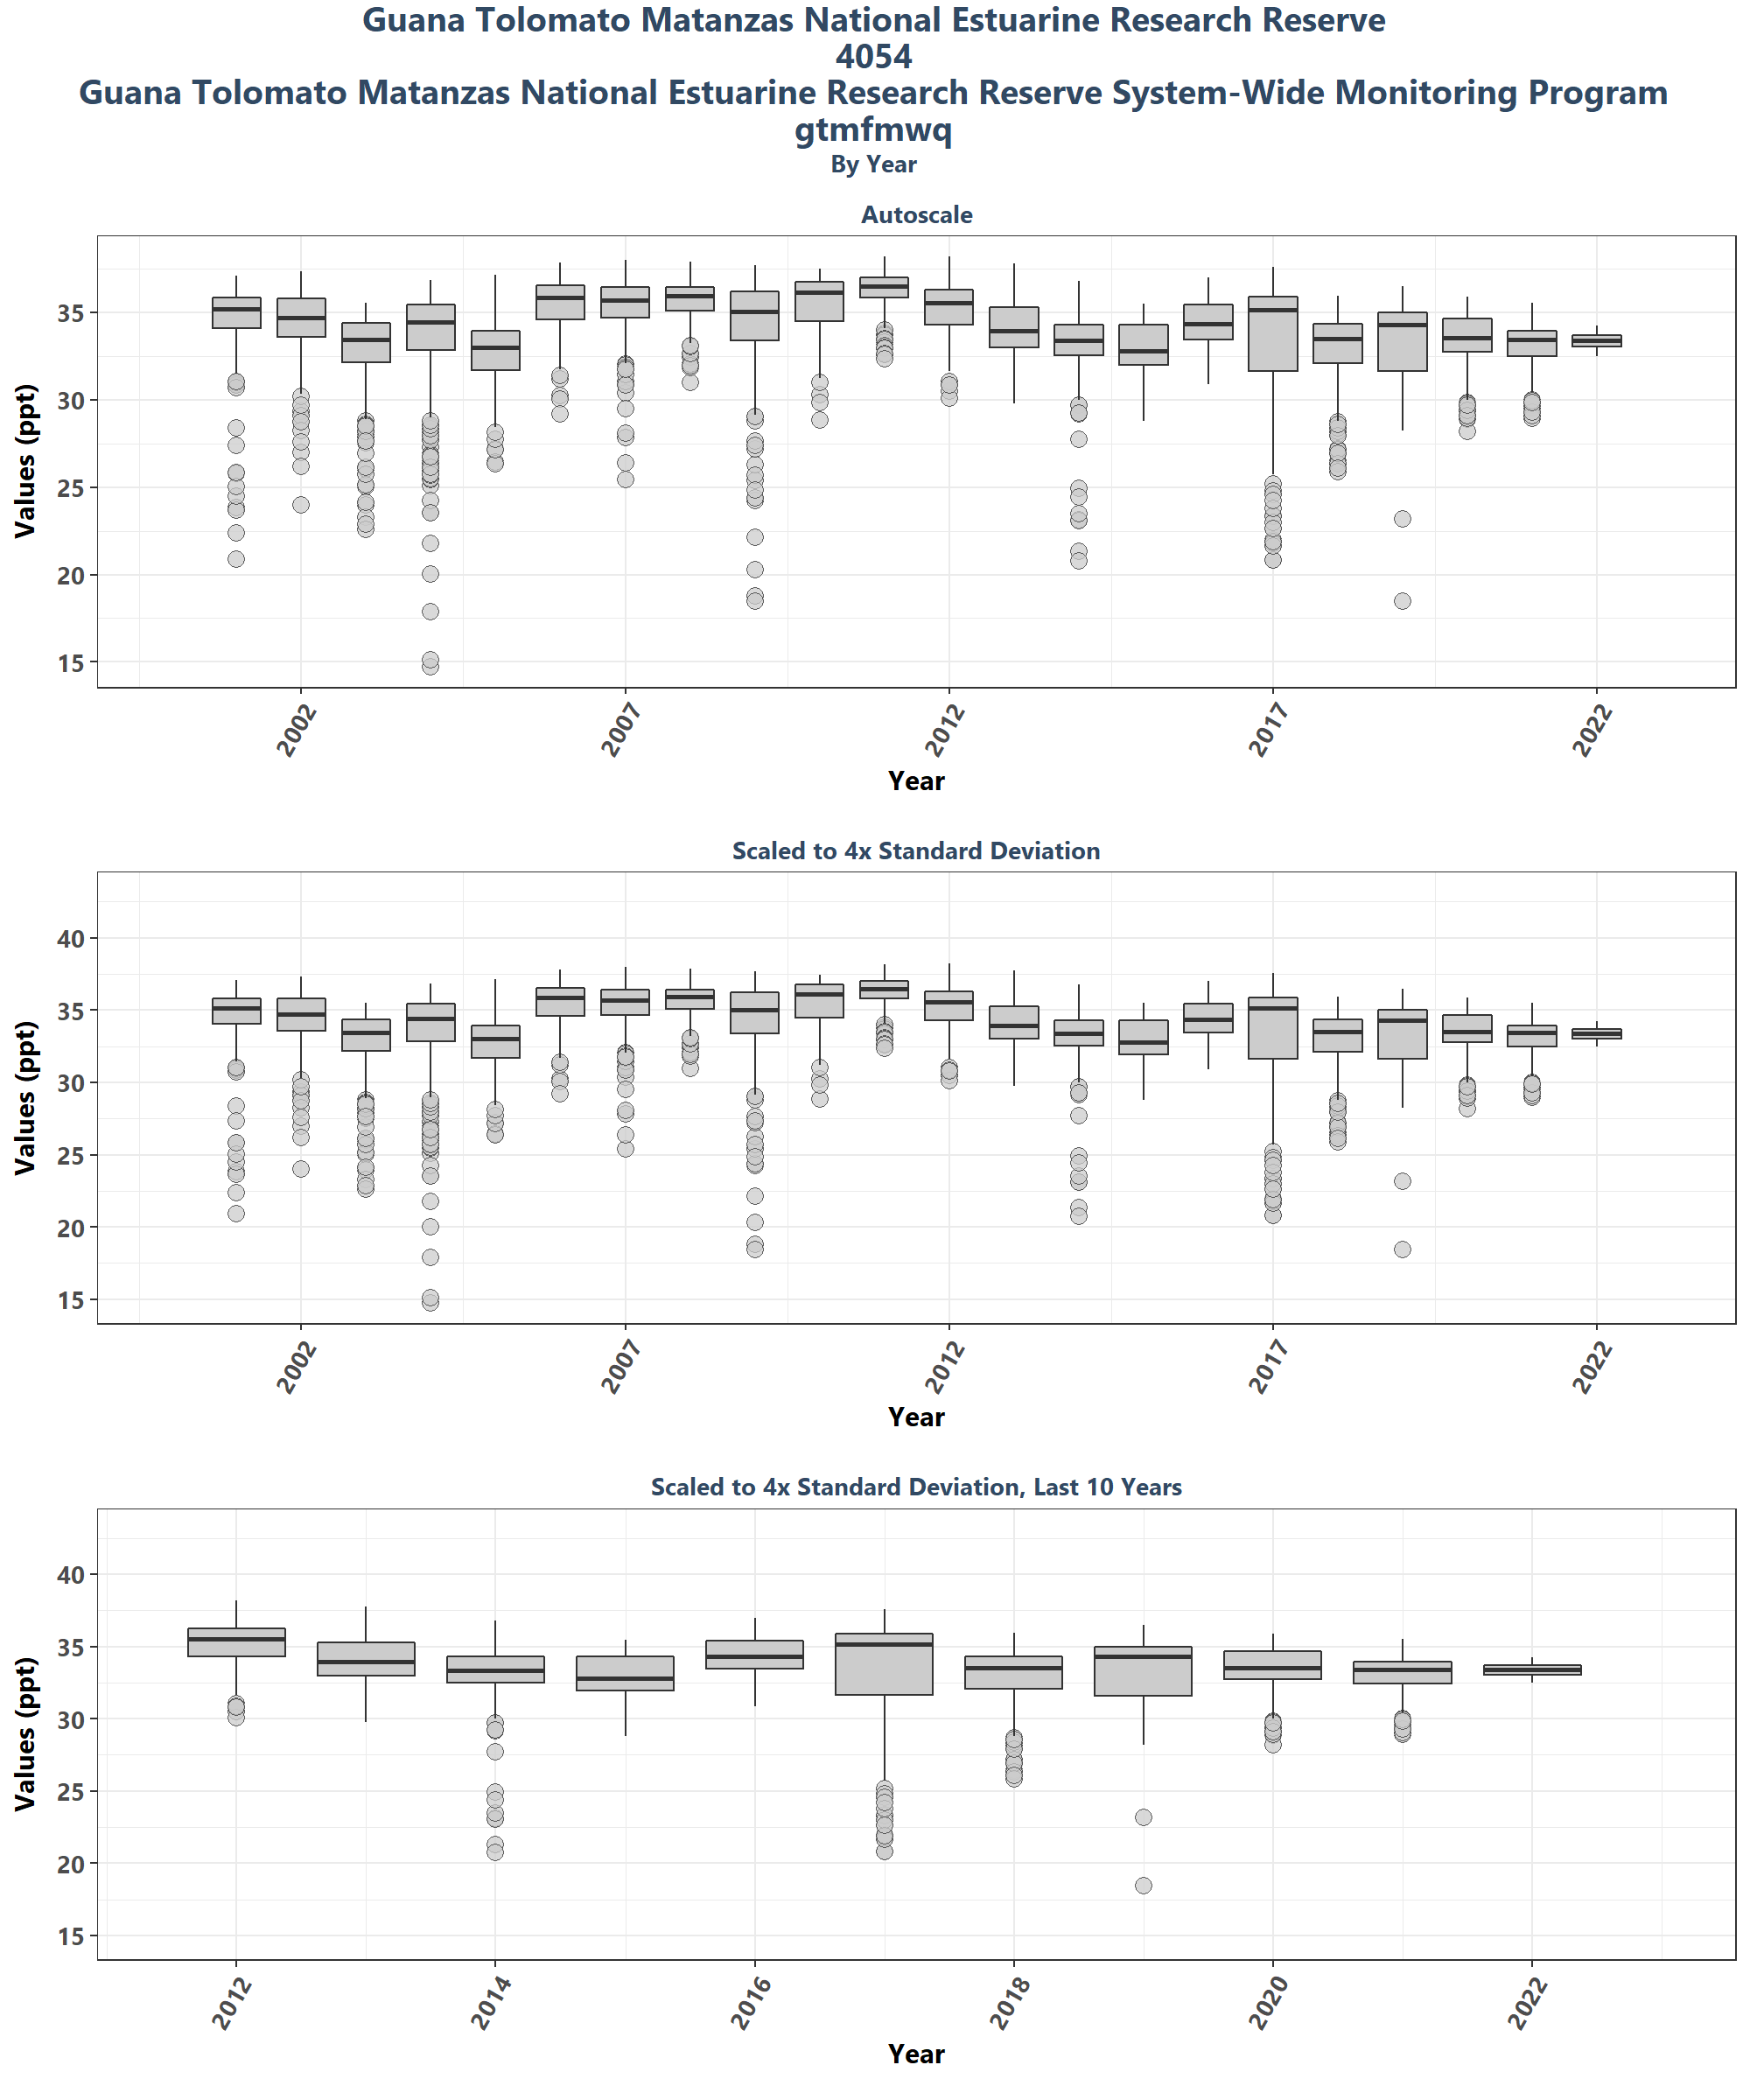 Guana Tolomato Matanzas National Estuarine Research Reserve
4054
Guana Tolomato Matanzas National Estuarine Research Reserve System-Wide Monitoring Program
gtmfmwq
By Year
Autoscale
Values (ppt)
35
30
25
20
15
2002
2007
2012
2017
2022
Year
Scaled to 4x Standard Deviation
Values (ppt)
40
35
30
25
20
15
2002
2007
2012
2017
2022
Year
Scaled to 4x Standard Deviation, Last 10 Years
Values (ppt)
40
35
30
25
20
15
2012
2014
2016
2018
2020
2022
Year